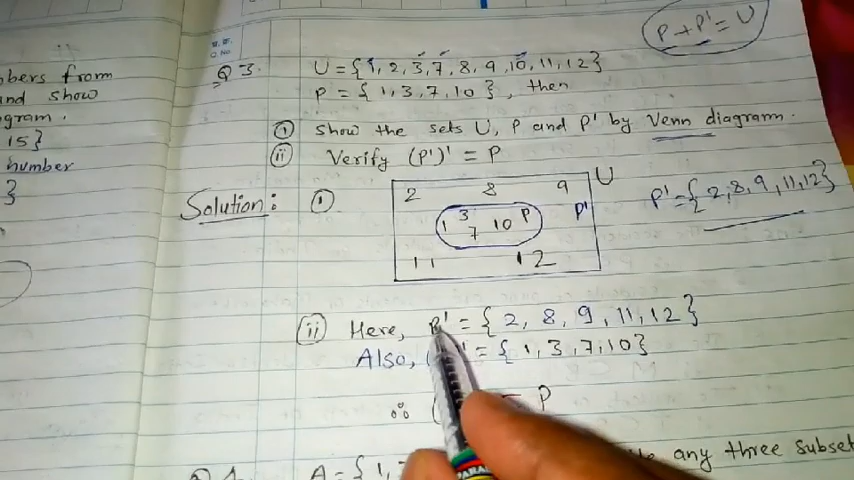 P + P' = U
bers from
and show
gram.
15}
number
}
Q 3. U = {1, 2, 3, 7, 8, 9, 10, 11, 12}
P = {1, 3, 7, 10}, then
(i) Show the sets U, P and P' by Venn diagram.
(ii) Verify (P')' = P
Solution: (i)
U
2 8 9
1 3 7 10 P P'
11 12
P' = {2, 8, 9, 11, 12}
(ii) Here, P' = {2, 8, 9, 11, 12}
Also, ( ' = {1, 3, 7, 10}
∴ ( = P
A = {1,
any three subset